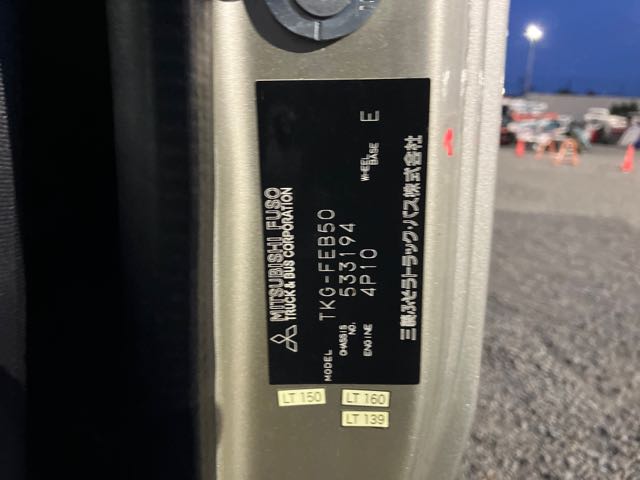 MITSUBISHI FUSO
TRUCK & BUS CORPORATION
MODEL TKG-FEB50
CHASSIS NO. 533194
ENGINE 4P10 WHEEL BASE E
三菱ふそうトラック・バス株式会社
LT 150
LT 160
LT 139